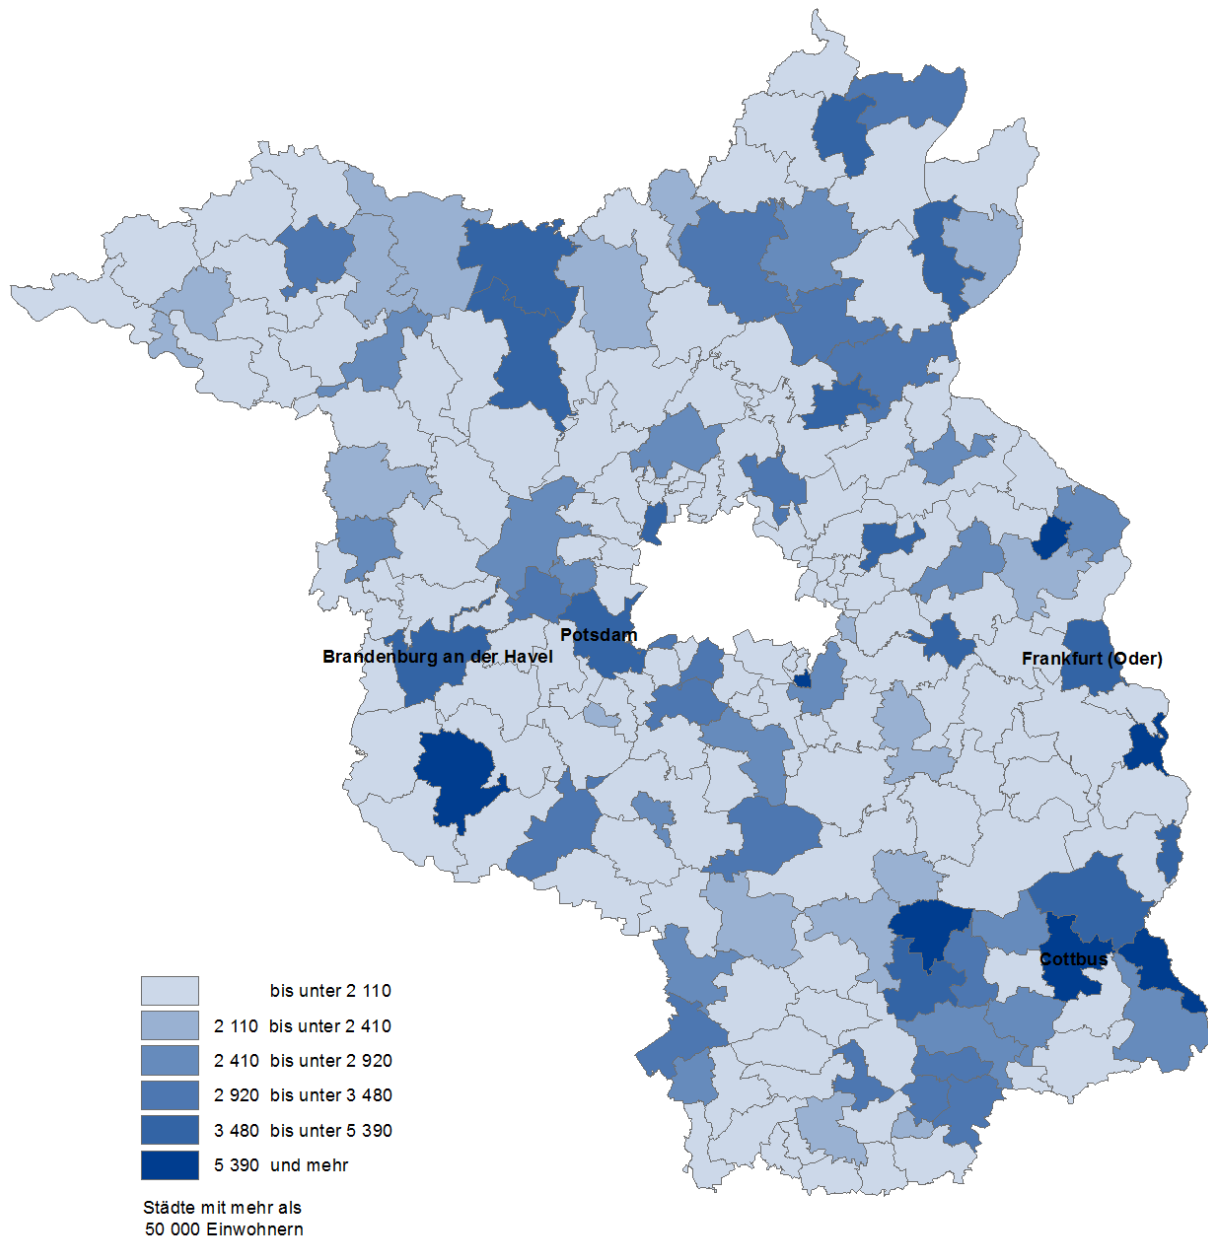 Potsdam
Brandenburg an der Havel
Frankfurt (Oder)
Cottbus
bis unter 2 110
2 110 bis unter 2 410
2 410 bis unter 2 920
2 920 bis unter 3 480
3 480 bis unter 5 390
5 390 und mehr
Städte mit mehr als
50 000 Einwohnern